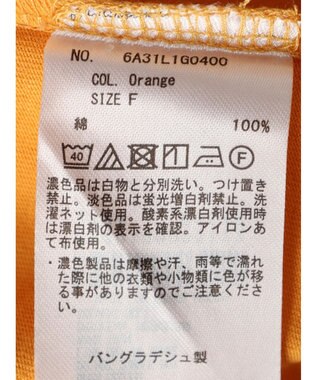 NO. 6A31L1G0400
COL. Orange
SIZE F
綿 100%
40 F
濃色品は白物と分別洗い。つけ置き
禁止。淡色品は蛍光増白剤禁止。洗
濯ネット使用。酸素系漂白剤使用時
は漂白剤の表示を確認。アイロンあ
て布使用。
・濃色製品は摩擦や汗、雨等で濡れ
た際に他の衣類や小物類に色が移
る事がありますのでご注意くださ
い。
バングラデシュ製